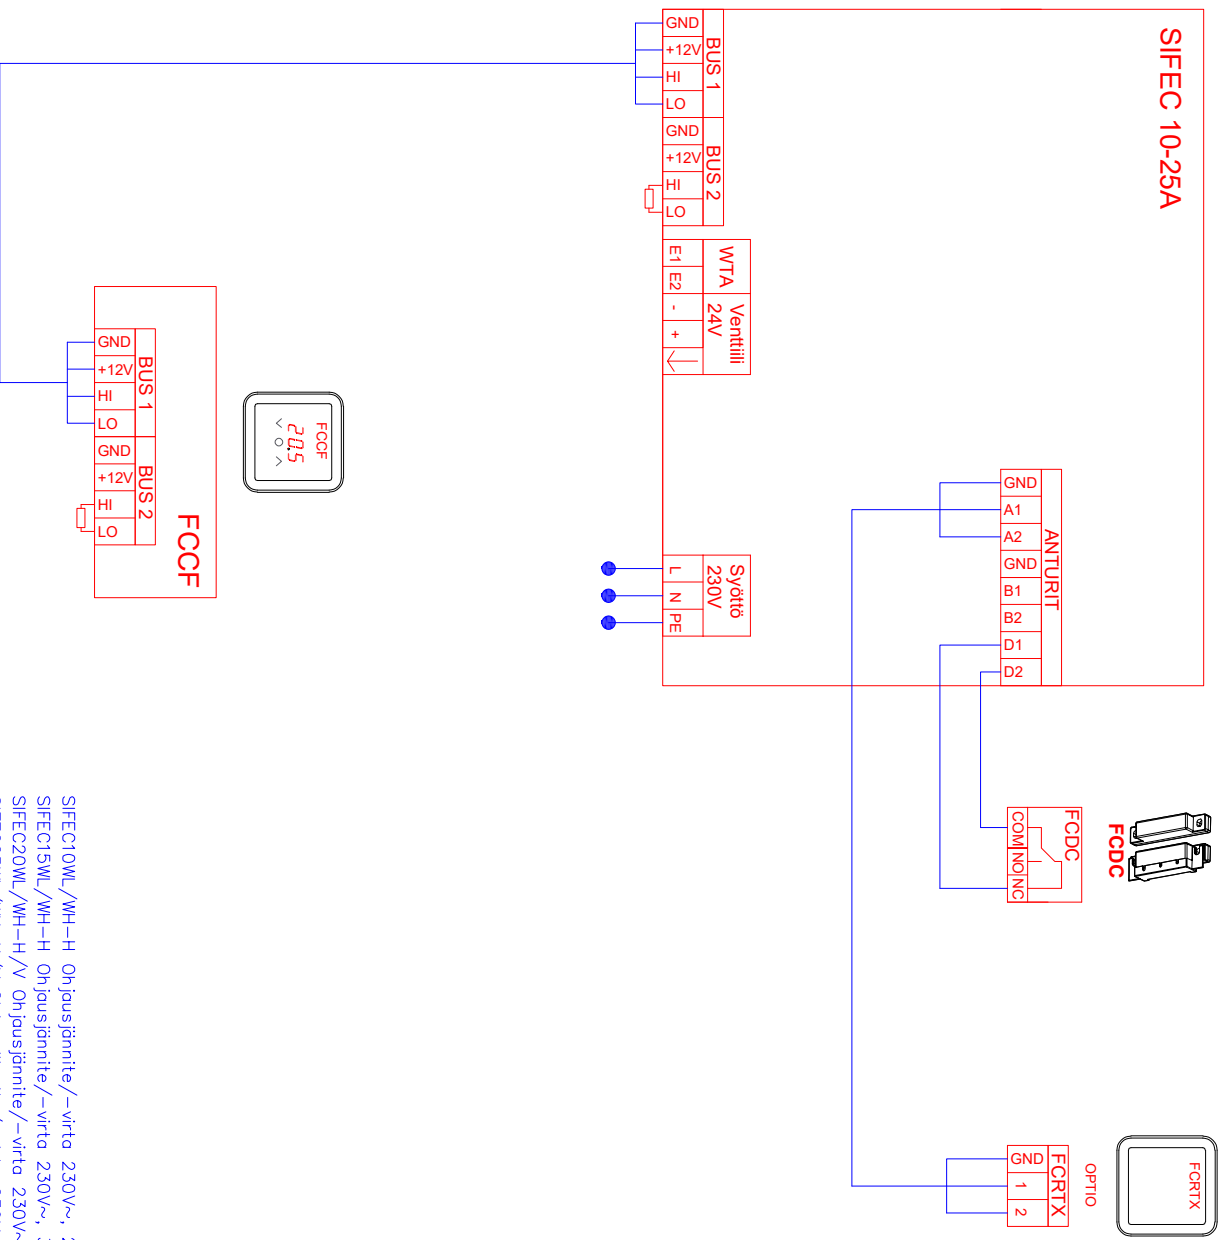 SIFEC 10-25A
BUS 1
GND
+12V
HI
LO
BUS 2
GND
+12V
HI
LO
WTA
E1
E2
Venttiili
24V
-
+
Syöttö
230V
L
N
PE
ANTURIT
GND
A1
A2
GND
B1
B2
D1
D2
FCCF
BUS 1
GND
+12V
HI
LO
BUS 2
GND
+12V
HI
LO
FCCF
20.5
FCDC
FCDC
COM
NO
NC
FCRTX
OPTIO
FCRTX
GND
1
2
SIFEC10WL/WH-H Ohjausjännite/-virta 230V~,
SIFEC15WL/WH-H Ohjausjännite/-virta 230V~,
SIFEC20WL/WH-H/V Ohjausjännite/-virta 230V~